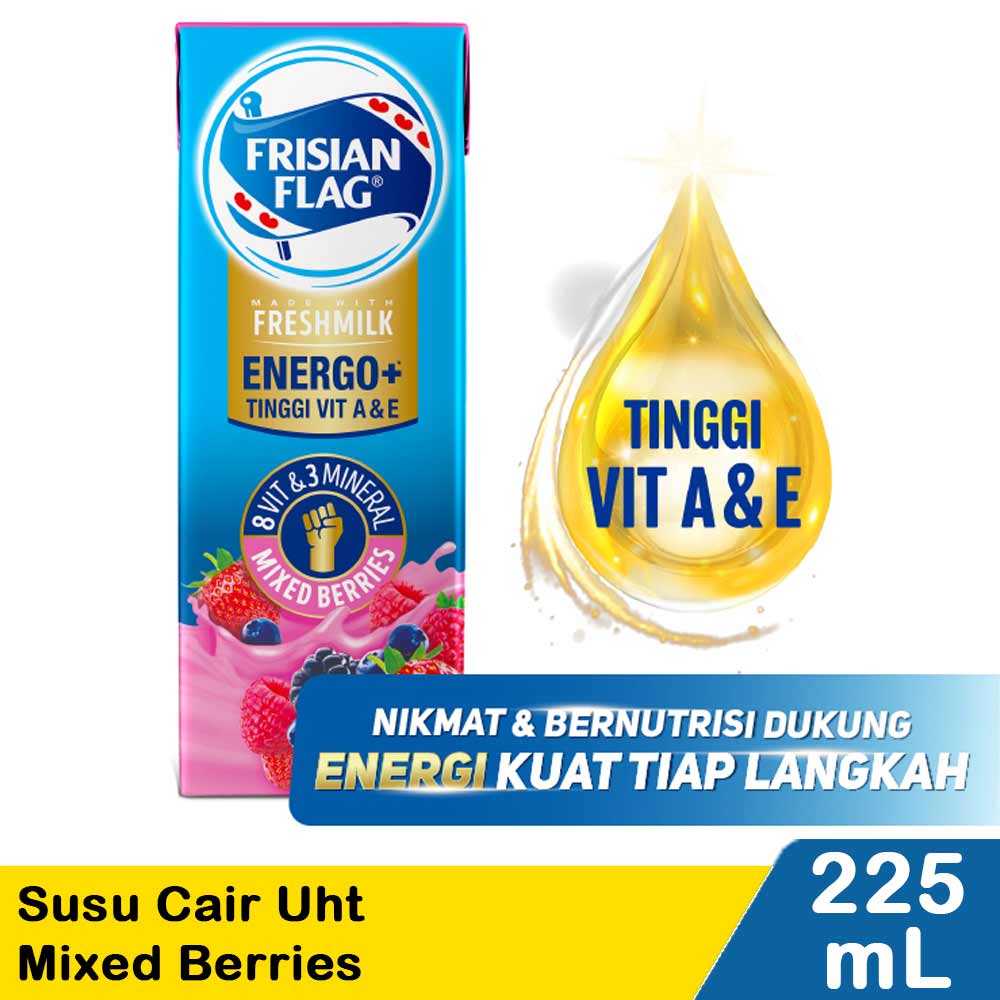 FRISIAN
FLAG®
MADE WITH
FRESHMILK
ENERGO+
TINGGI VIT A & E
8 VIT & 3 MINERAL
MIXED BERRIES
TINGGI
VIT A & E
NIKMAT & BERNUTRISI DUKUNG
ENERGI KUAT TIAP LANGKAH
Susu Cair Uht
Mixed Berries
225
mL